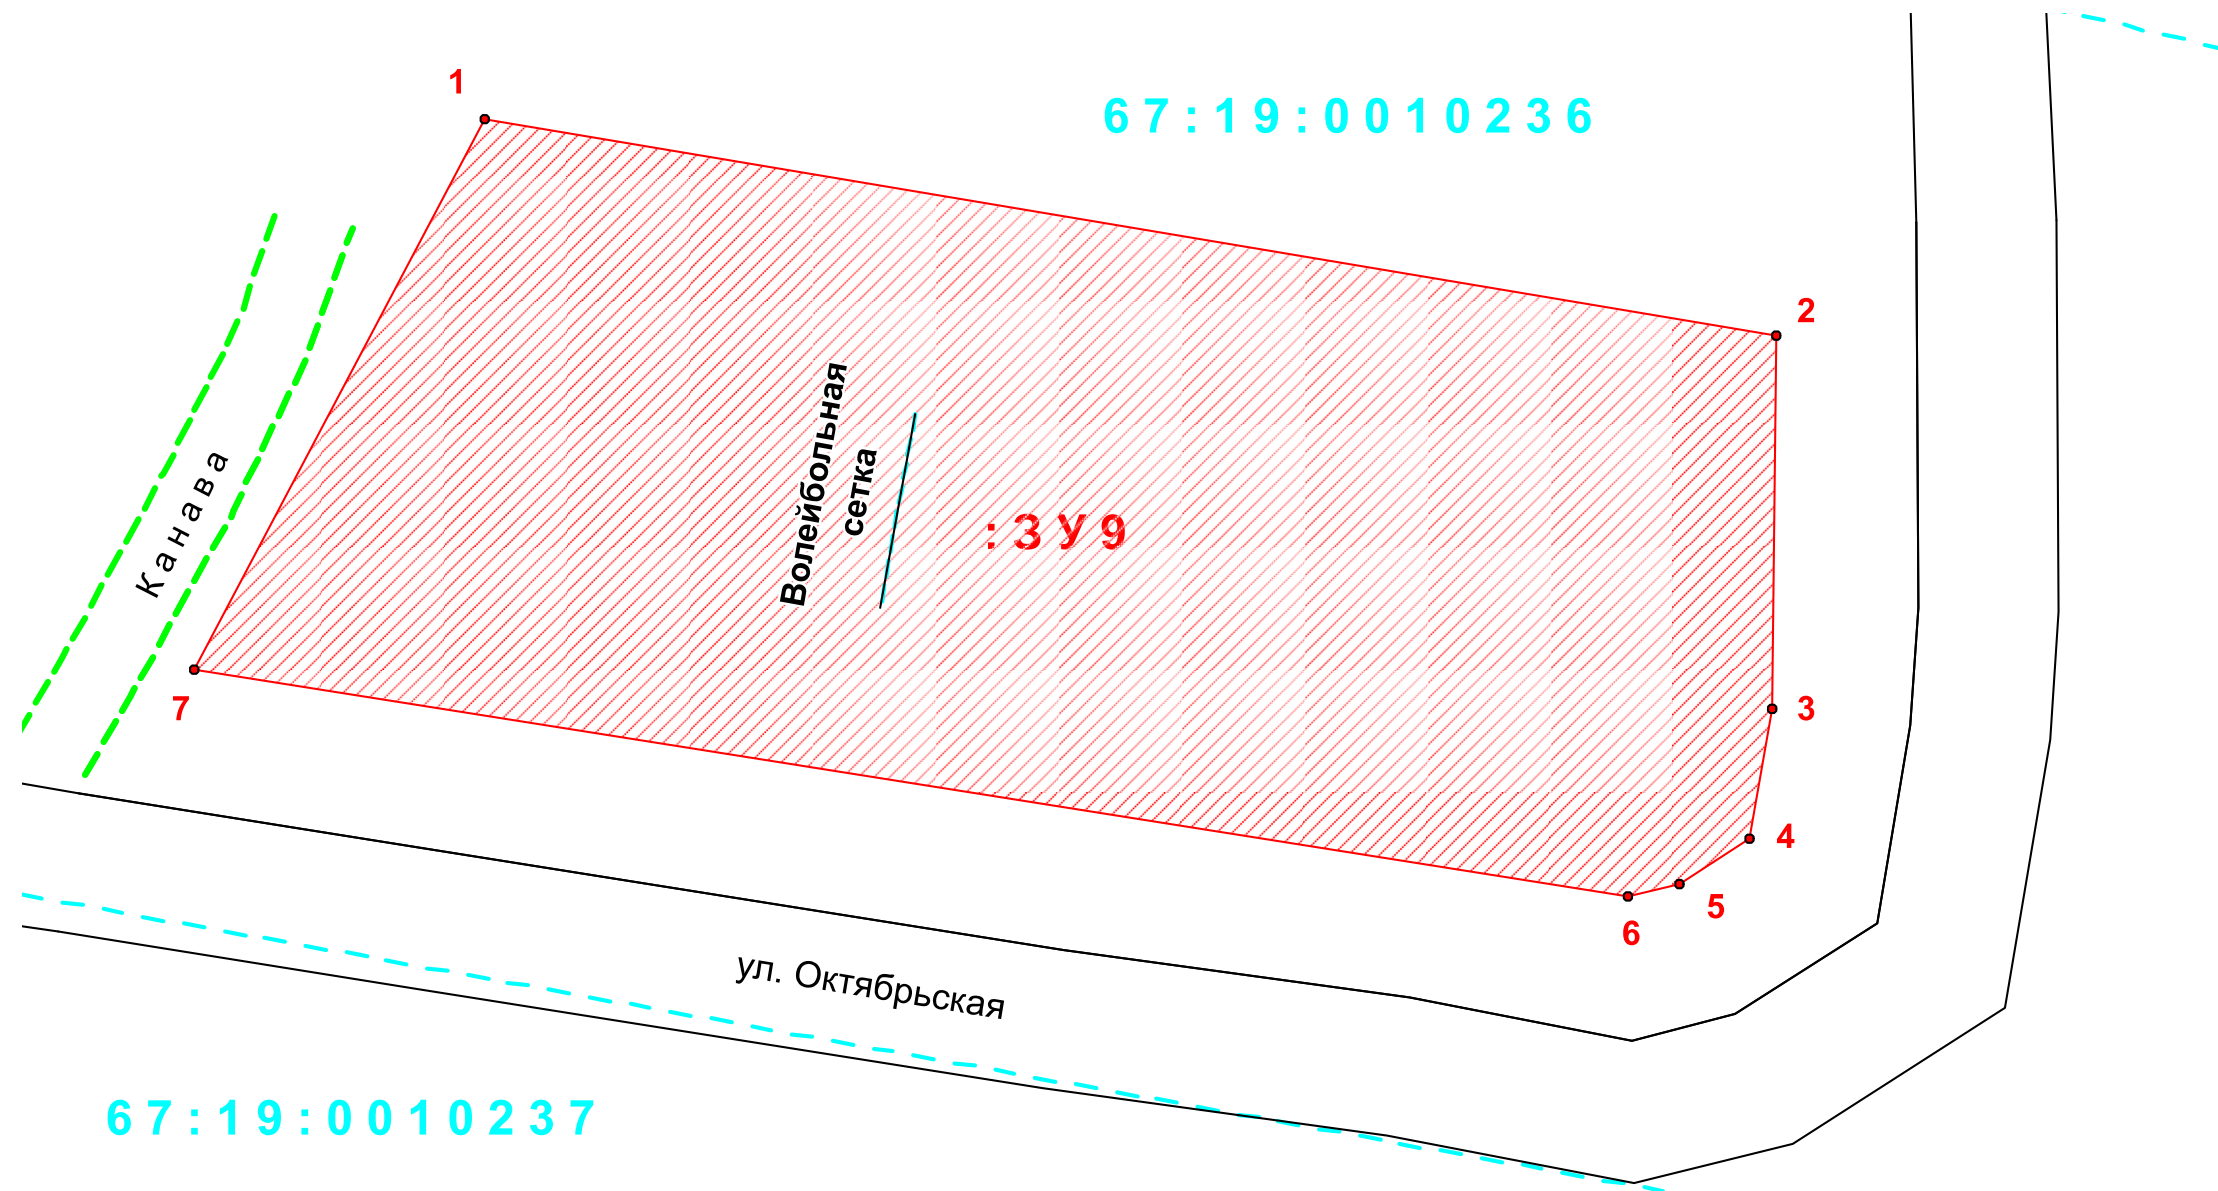 1
67:19:0010236
2
Волейбольная
сетка
Канава
:ЗУ9
7
3
4
5
6
ул. Октябрьская
67:19:0010237